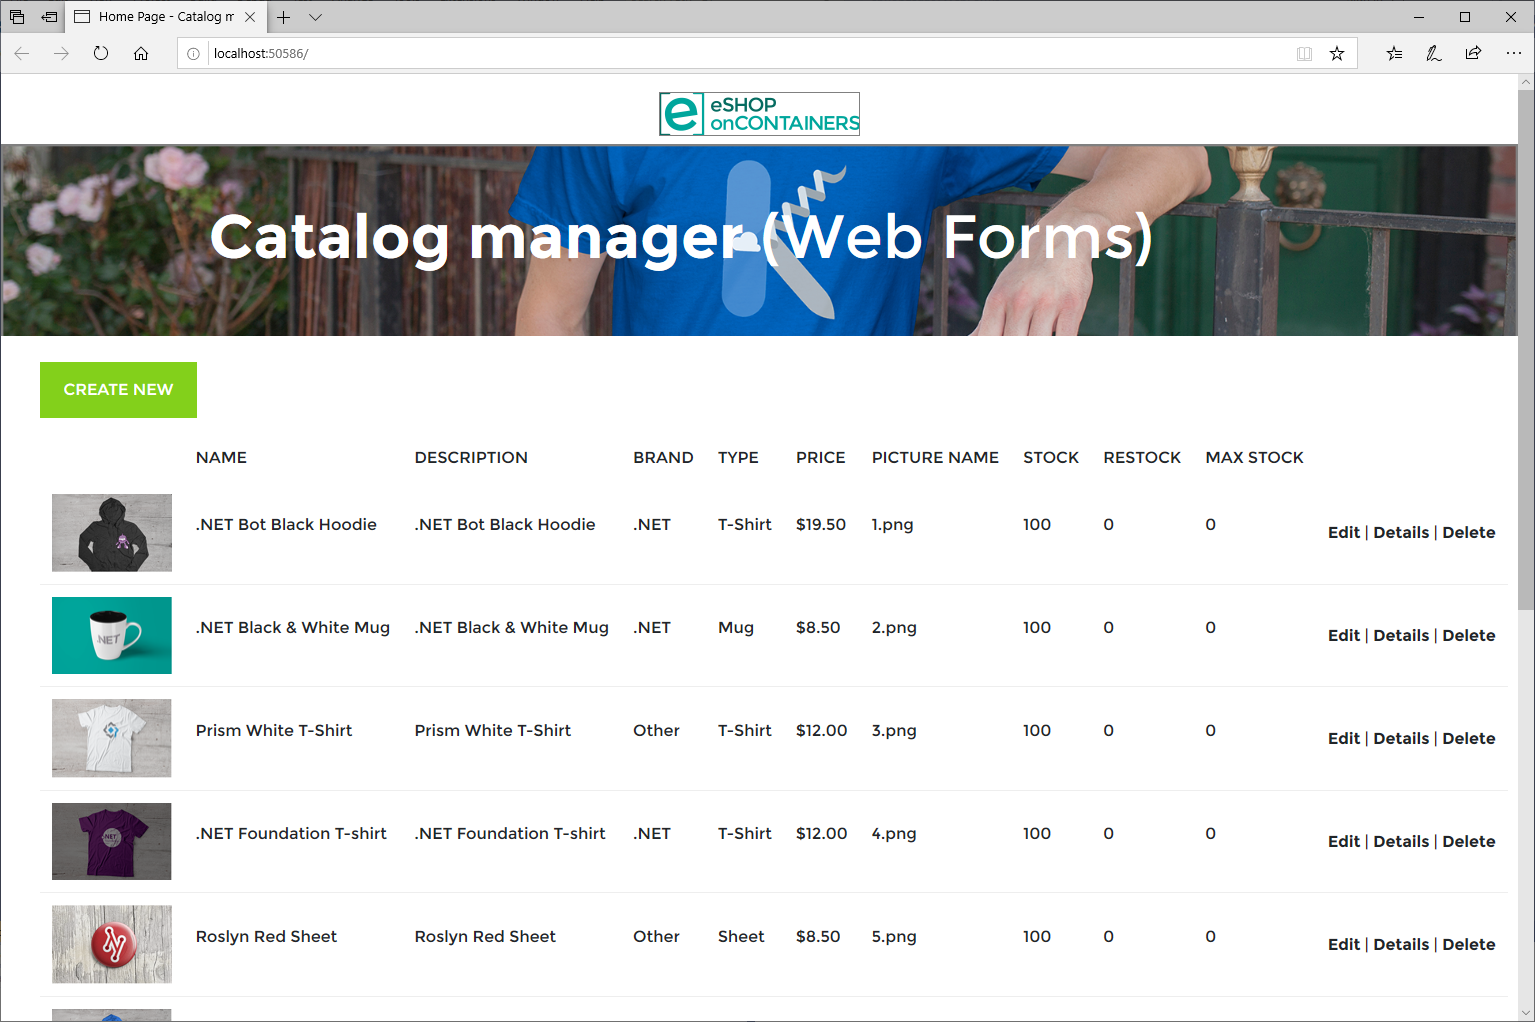 Home Page - Catalog m
localhost:50586/
eSHOP
onCONTAINERS
Catalog manager (Web Forms)
CREATE NEW
NAME DESCRIPTION BRAND TYPE PRICE PICTURE NAME STOCK RESTOCK MAX STOCK
.NET Bot Black Hoodie .NET Bot Black Hoodie .NET T-Shirt $19.50 1.png 100 0 0 Edit | Details | Delete
.NET
.NET Black & White Mug .NET Black & White Mug .NET Mug $8.50 2.png 100 0 0 Edit | Details | Delete
Prism White T-Shirt Prism White T-Shirt Other T-Shirt $12.00 3.png 100 0 0 Edit | Details | Delete
.NET
.NET Foundation T-shirt .NET Foundation T-shirt .NET T-Shirt $12.00 4.png 100 0 0 Edit | Details | Delete
Roslyn Red Sheet Roslyn Red Sheet Other Sheet $8.50 5.png 100 0 0 Edit | Details | Delete